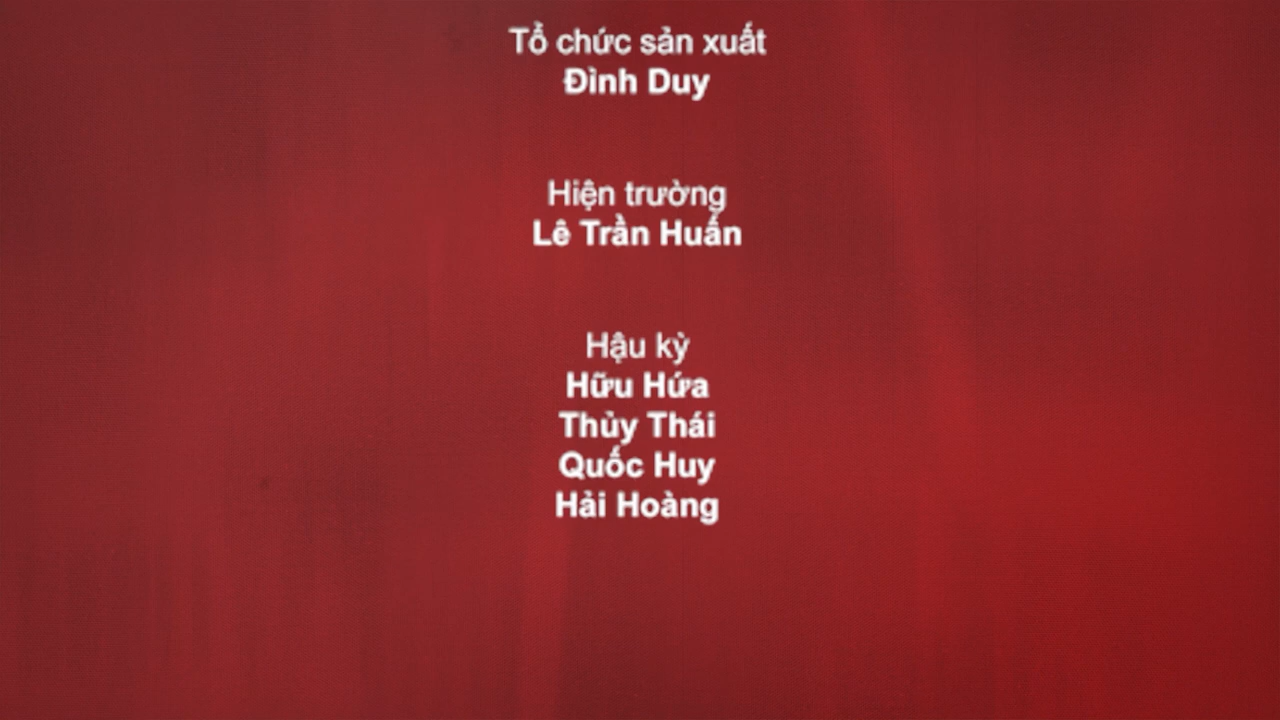 Tổ chức sản xuất
Đình Duy
Hiện trường
Lê Trần Huấn
Hậu kỳ
Hữu Hứa
Thủy Thái
Quốc Huy
Hải Hoàng